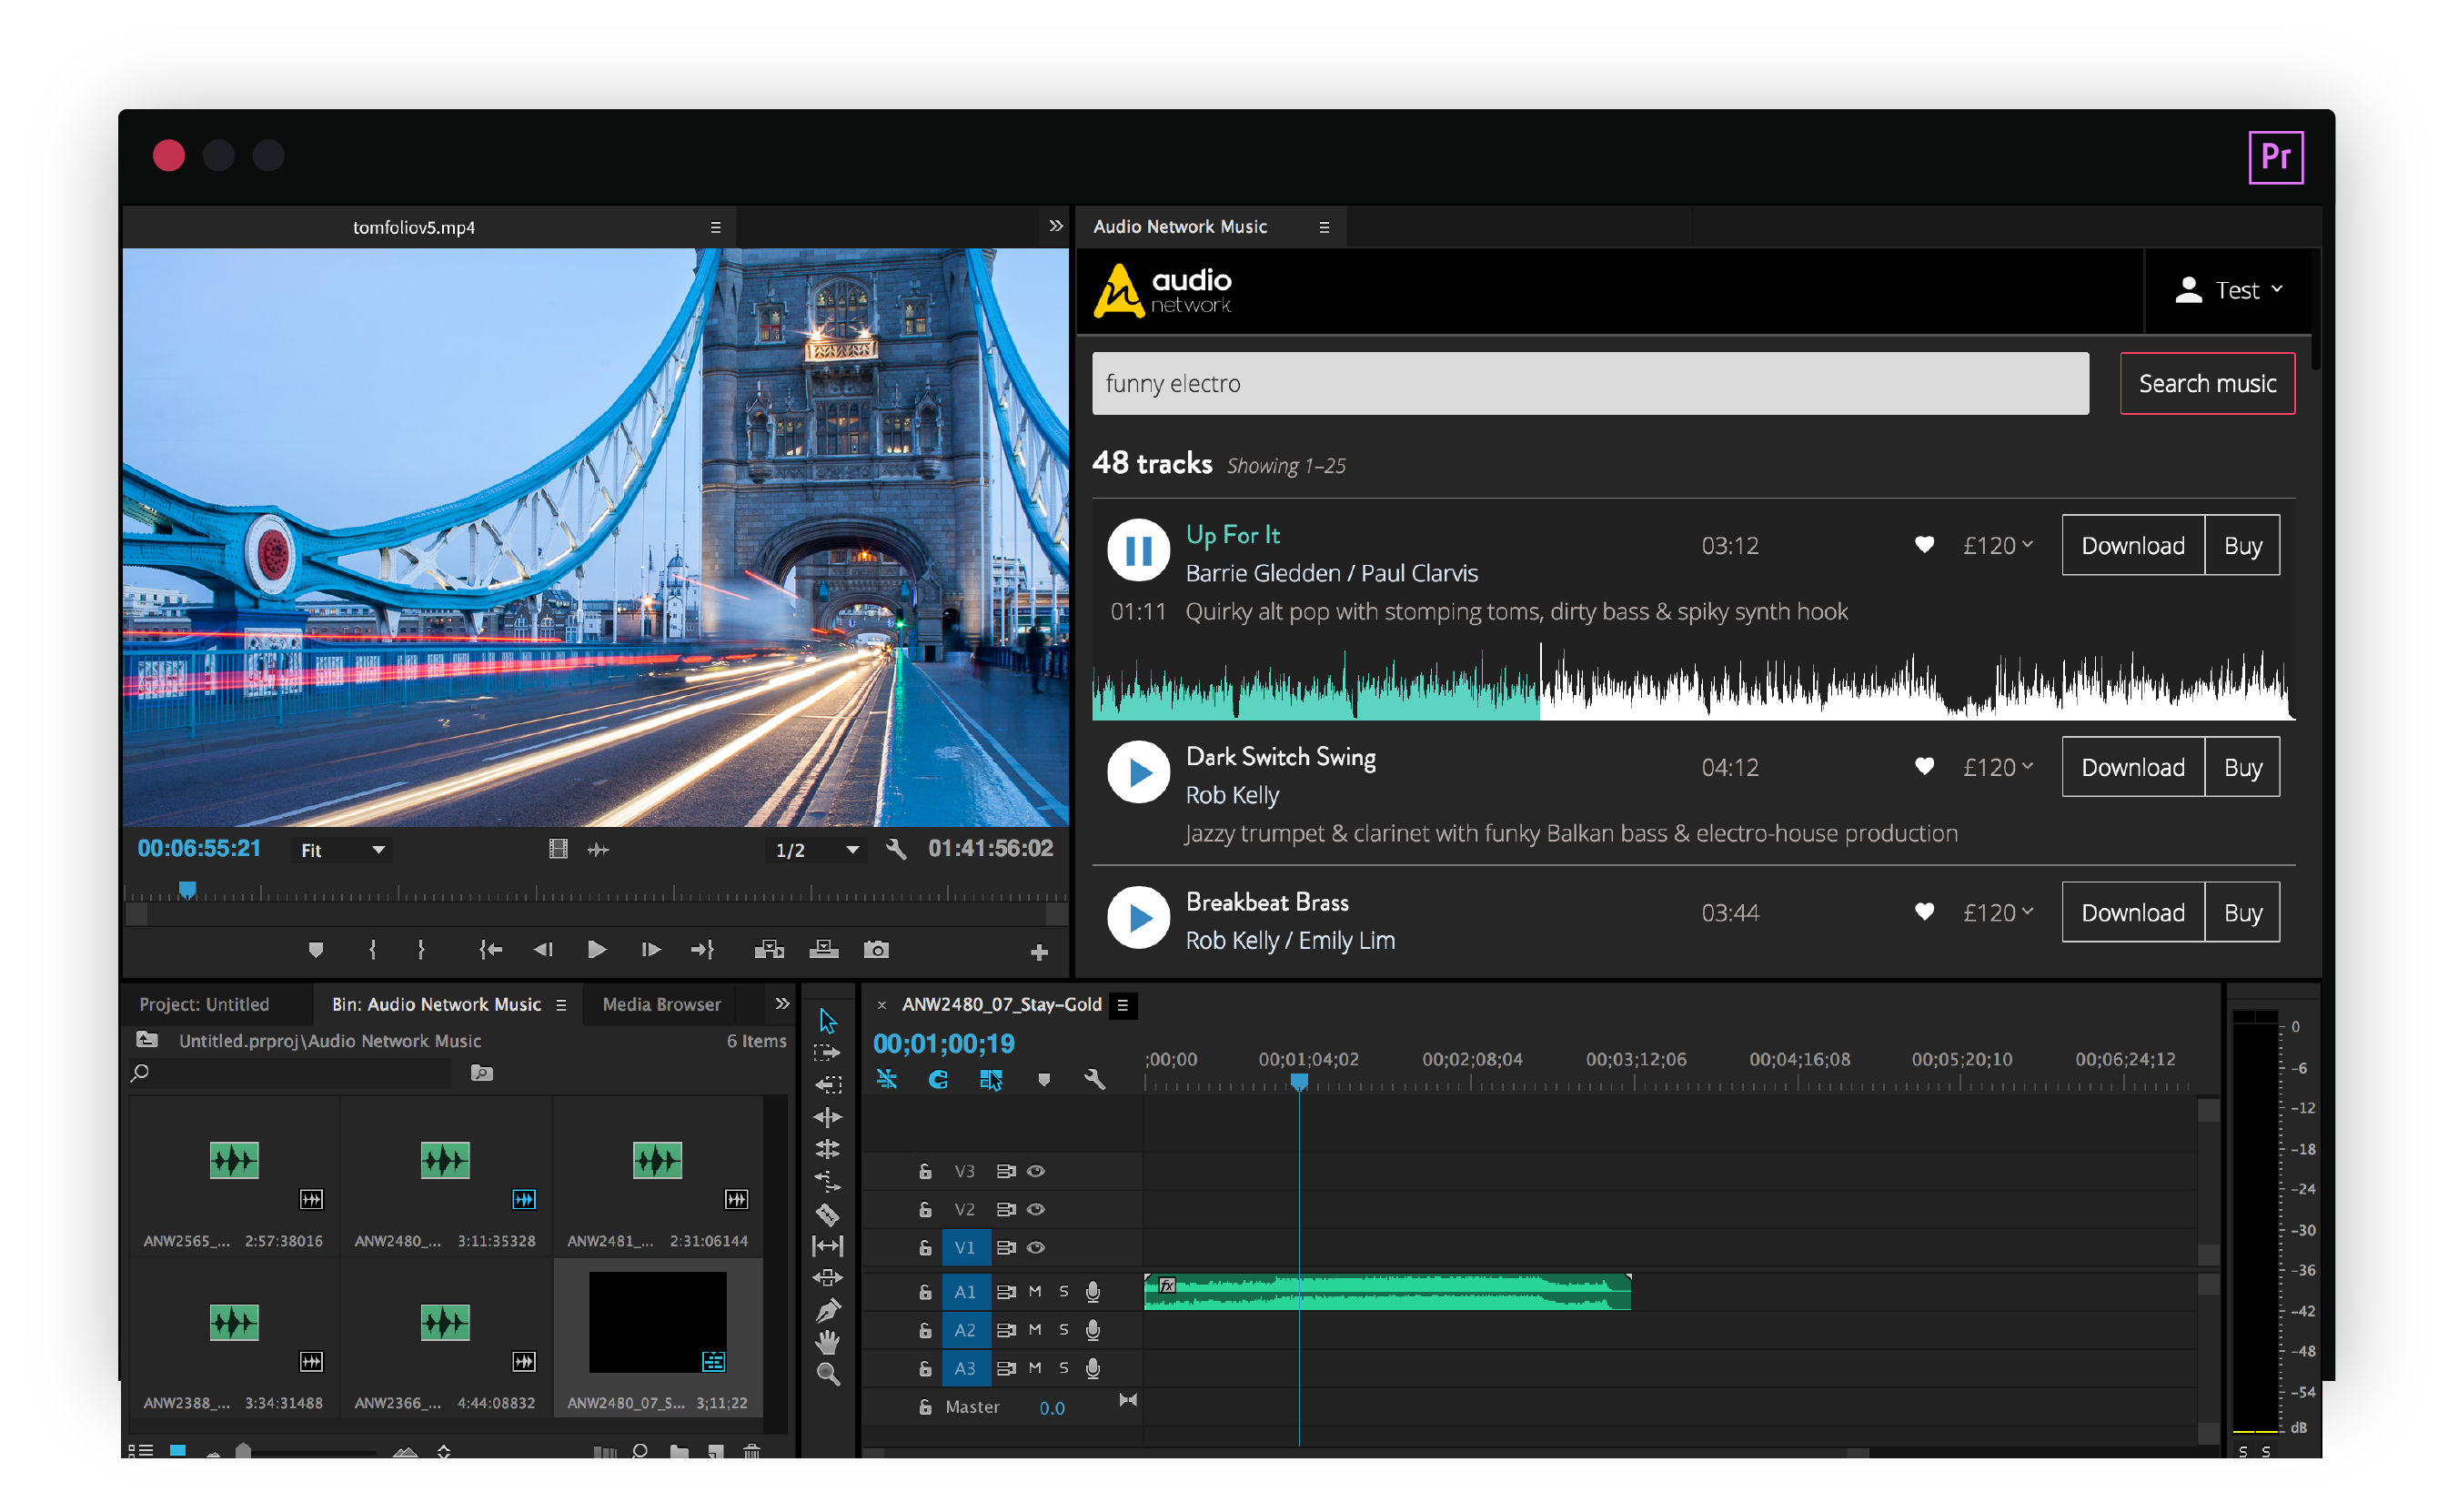 Pr
tomfoliov5.mp4
Audio Network Music
audio
network
Test
funny electro
Search music
48 tracks Showing 1–25
Up For It
03:12 £120 Download Buy
Barrie Gledden / Paul Clarvis
01:11 Quirky alt pop with stomping toms, dirty bass & spiky synth hook
Dark Switch Swing
04:12 £120 Download Buy
Rob Kelly
Jazzy trumpet & clarinet with funky Balkan bass & electro-house production
Breakbeat Brass
03:44 £120 Download Buy
Rob Kelly / Emily Lim
00:06:55:21 Fit 1/2 01:41:56:02
Project: Untitled Bin: Audio Network Music Media Browser
Untitled.prproj\Audio Network Music 6 Items
ANW2565_... 2:57:38016 ANW2480_... 3:11:35328 ANW2481_... 2:31:06144
ANW2388_... 3:34:31488 ANW2366_... 4:44:08832 ANW2480_07_S... 3;11;22
× ANW2480_07_Stay-Gold
00;01;00;19
;00;00 00;01;04;02 00;02;08;04 00;03;12;06 00;04;16;08 00;05;20;10 00;06;24;12
V3
V2
V1
A1 M S fx
A2 M S
A3 M S
Master 0.0
0
-6
-12
-18
-24
-30
-36
-42
-48
-54
dB
S S